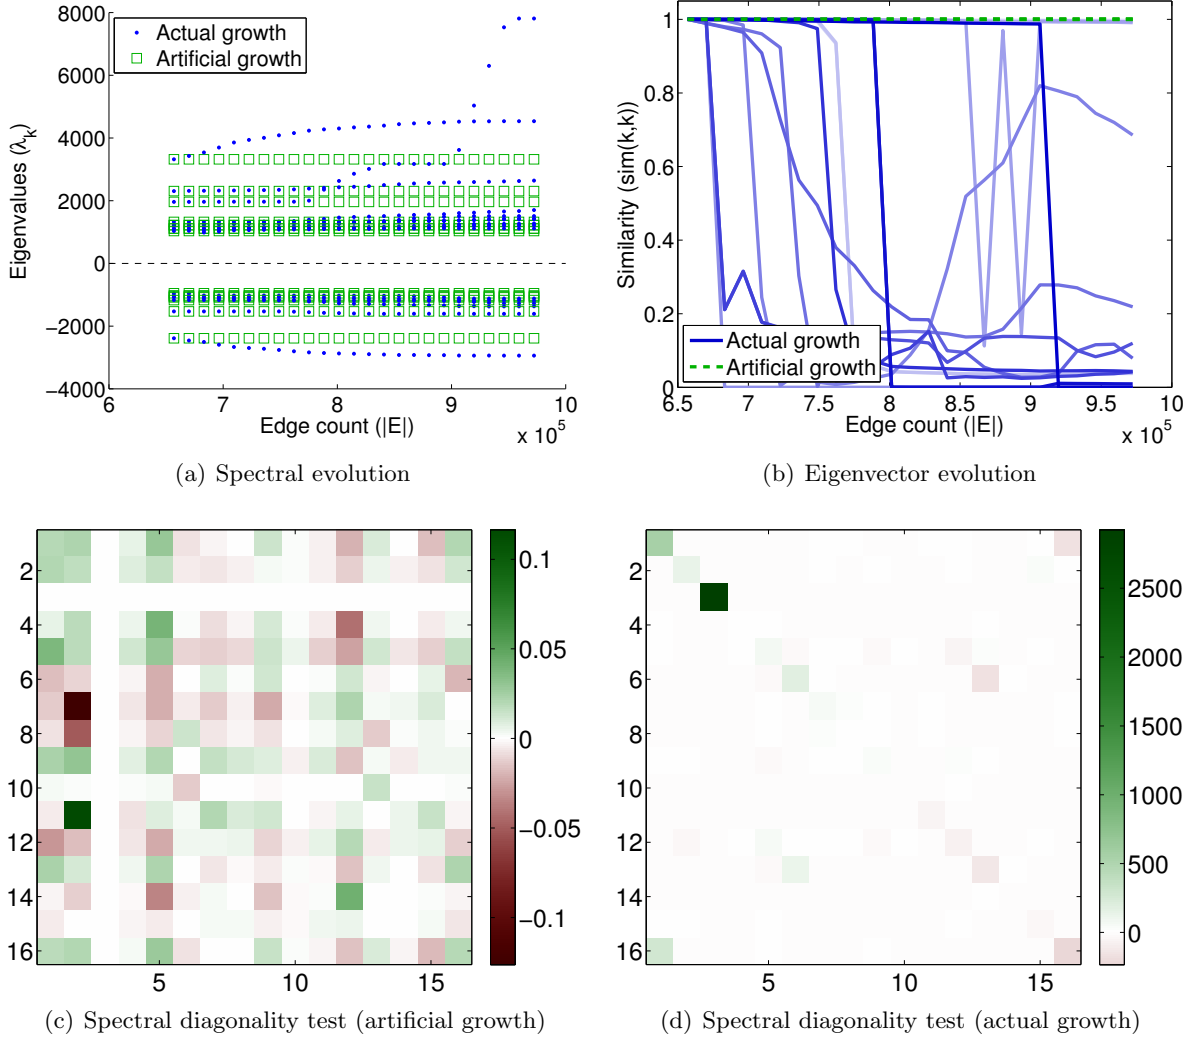 8000
6000
4000
2000
0
−2000
−4000
Eigenvalues (λk)
Actual growth
Artificial growth
6 7 8 9 10
Edge count (|E|)
x 10^5
(a) Spectral evolution
1
0.8
0.6
0.4
0.2
0
Similarity (sim(k,k))
Actual growth
Artificial growth
6.5 7 7.5 8 8.5 9 9.5 10
Edge count (|E|)
x 10^5
(b) Eigenvector evolution
2
4
6
8
10
12
14
16
5 10 15
0.1
0.05
0
−0.05
−0.1
(c) Spectral diagonality test (artificial growth)
2
4
6
8
10
12
14
16
5 10 15
2500
2000
1500
1000
500
0
(d) Spectral diagonality test (actual growth)